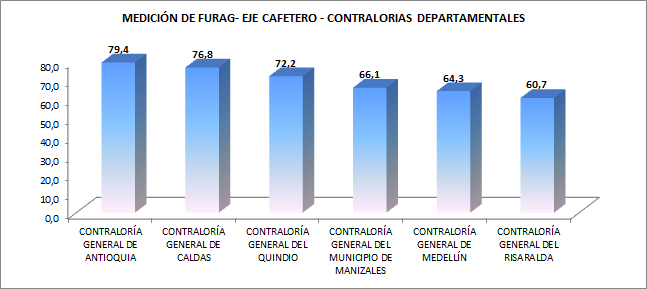 MEDICIÓN DE FURAG- EJE CAFETERO - CONTRALORIAS DEPARTAMENTALES
79,4
76,8
72,2
66,1
64,3
60,7
80,0
70,0
60,0
50,0
40,0
30,0
20,0
10,0
0,0
CONTRALORÍA
GENERAL DE
ANTIOQUIA
CONTRALORÍA
GENERAL DE
CALDAS
CONTRALORÍA
GENERAL DEL
QUINDIO
CONTRALORÍA
GENERAL DEL
MUNICIPIO DE
MANIZALES
CONTRALORÍA
GENERAL DE
MEDELLÍN
CONTRALORÍA
GENERAL DEL
RISARALDA